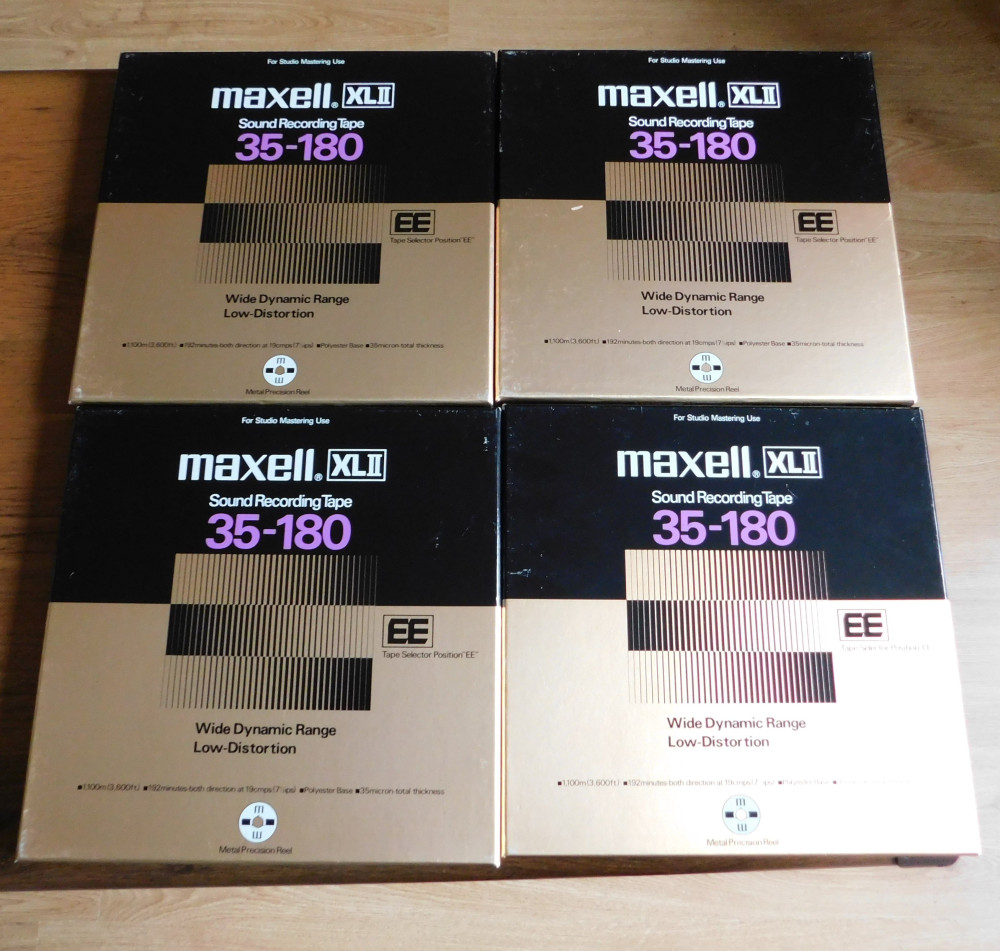 For Studio Mastering Use
maxell® XLII
Sound Recording Tape
35-180
EE
Tape Selector Position "EE"
Wide Dynamic Range
Low-Distortion
■1,100m(3,600ft.) ■192minutes-both direction at 19cmps(7½ips) ■Polyester Base ■35micron-total thickness
m
m
Metal Precision Reel
For Studio Mastering Use
maxell® XLII
Sound Recording Tape
35-180
EE
Tape Selector Position "EE"
Wide Dynamic Range
Low-Distortion
■1,100m(3,600ft.) ■192minutes-both direction at 19cmps(7½ips) ■Polyester Base ■35micron-total thickness
m
m
Metal Precision Reel
For Studio Mastering Use
maxell® XLII
Sound Recording Tape
35-180
EE
Tape Selector Position "EE"
Wide Dynamic Range
Low-Distortion
■1,100m(3,600ft.) ■192minutes-both direction at 19cmps(7½ips) ■Polyester Base ■35micron-total thickness
m
m
Metal Precision Reel
For Studio Mastering Use
maxell® XLII
Sound Recording Tape
35-180
EE
Tape Selector Position EE
Wide Dynamic Range
Low-Distortion
■1,100m(3,600ft.) ■192minutes-both direction at 19cmps(7½ips) ■Polyester Base ■
m
m
Metal Precision Reel